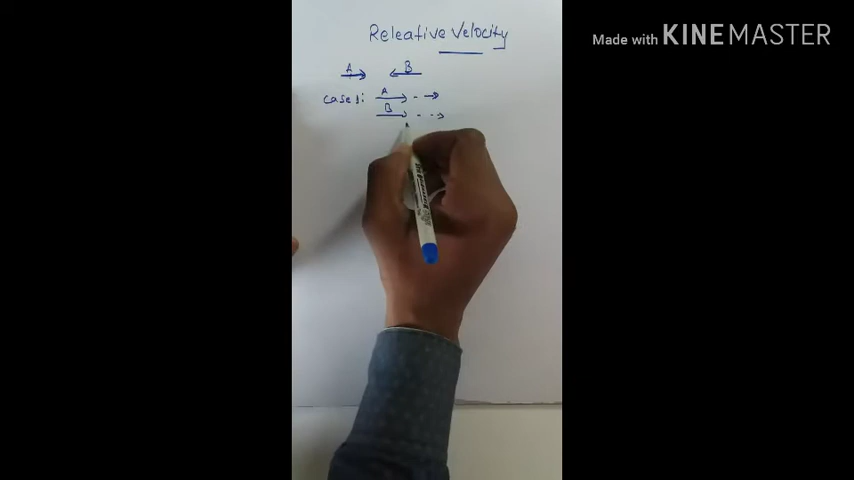 Releative Velocity
A B
case 1: A
B
Made with KINEMASTER